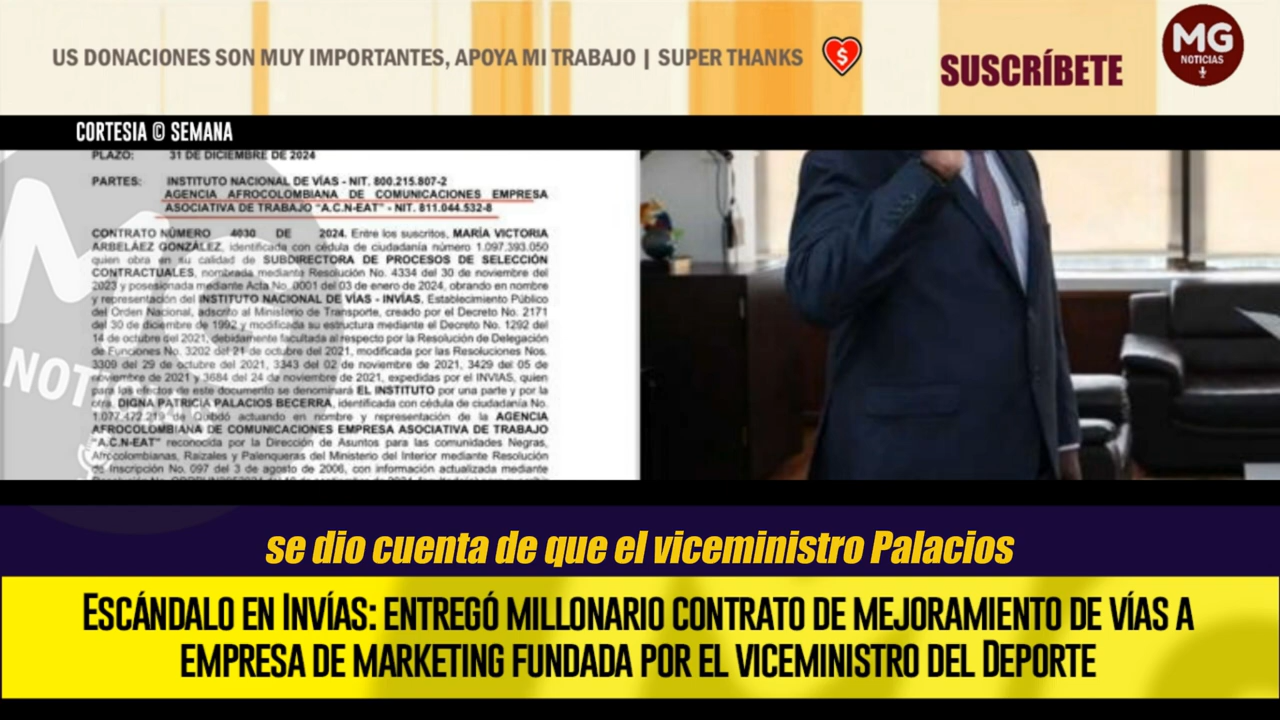 US DONACIONES SON MUY IMPORTANTES, APOYA MI TRABAJO | SUPER THANKS
$
SUSCRÍBETE
MG
NOTICIAS
CORTESIA © SEMANA
PLAZO: 31 DE DICIEMBRE DE 2024
PARTES: INSTITUTO NACIONAL DE VÍAS - NIT. 800.215.807-2
AGENCIA AFROCOLOMBIANA DE COMUNICACIONES EMPRESA
ASOCIATIVA DE TRABAJO "A.C.N-EAT" - NIT. 811.044.532-8
CONTRATO NÚMERO 4030 DE 2024. Entre los suscritos, MARÍA VICTORIA
ARBELÁEZ GONZÁLEZ, identificada con cédula de ciudadanía número 1.097.393.050
quien obra en su calidad de SUBDIRECTORA DE PROCESOS DE SELECCIÓN
CONTRACTUALES, nombrada mediante Resolución No. 4334 del 30 de noviembre del
2023 y posesionada mediante Acta No. 0001 del 03 de enero de 2024, obrando en nombre
y representación del INSTITUTO NACIONAL DE VÍAS - INVÍAS, Establecimiento Público
del Orden Nacional, adscrito al Ministerio de Transporte, creado por el Decreto No. 2171
del 30 de diciembre de 1992 y modificada su estructura mediante el Decreto No. 1292 del
14 de octubre del 2021, debidamente facultada al respecto por la Resolución de Delegación
de Funciones No. 3202 del 21 de octubre del 2021, modificada por las Resoluciones Nos.
3309 del 29 de octubre del 2021, 3343 del 02 de noviembre de 2021, 3429 del 05 de
noviembre de 2021 y 3684 del 24 de noviembre de 2021, expedidas por el INVIAS, quien
para los efectos de este documento se denominará EL INSTITUTO por una parte y por la
otra, DIGNA PATRICIA PALACIOS BECERRA, identificada con cédula de ciudadanía No.
1.077.472.219 de Quibdó actuando en nombre y representación de la AGENCIA
AFROCOLOMBIANA DE COMUNICACIONES EMPRESA ASOCIATIVA DE TRABAJO
"A.C.N-EAT" reconocida por la Dirección de Asuntos para las comunidades Negras,
Afrocolombianas, Raizales y Palenqueras del Ministerio del Interior mediante Resolución
de Inscripción No. 097 del 3 de agosto de 2006, con información actualizada mediante
NOT
se dio cuenta de que el viceministro Palacios
ESCÁNDALO EN INVÍAS: ENTREGÓ MILLONARIO CONTRATO DE MEJORAMIENTO DE VÍAS A
EMPRESA DE MARKETING FUNDADA POR EL VICEMINISTRO DEL DEPORTE